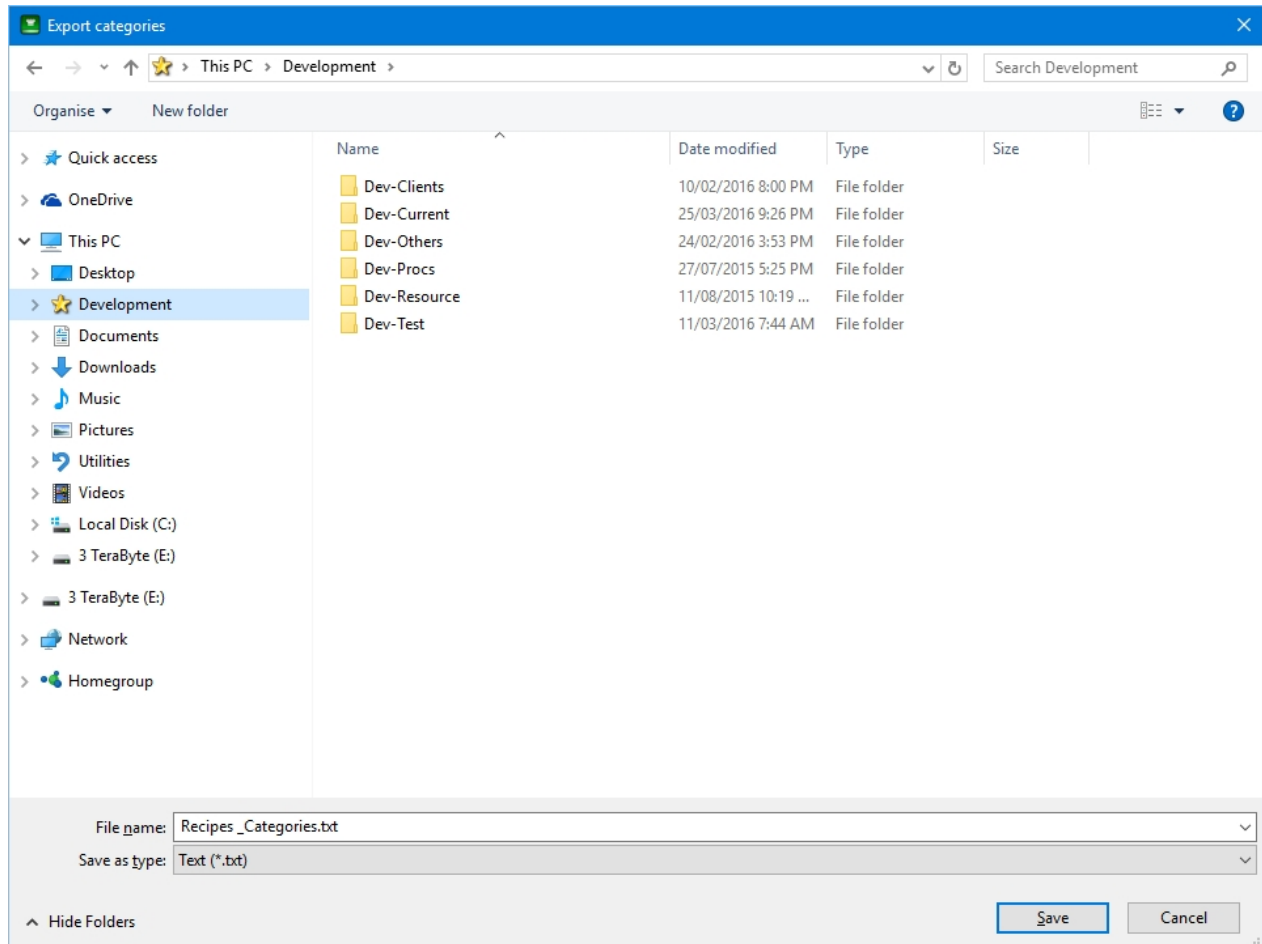 Export categories
This PC > Development >
Search Development
Organise
New folder
Quick access
OneDrive
This PC
Desktop
Development
Documents
Downloads
Music
Pictures
Utilities
Videos
Local Disk (C:)
3 TeraByte (E:)
3 TeraByte (E:)
Network
Homegroup
Name Date modified Type Size
Dev-Clients 10/02/2016 8:00 PM File folder
Dev-Current 25/03/2016 9:26 PM File folder
Dev-Others 24/02/2016 3:53 PM File folder
Dev-Procs 27/07/2015 5:25 PM File folder
Dev-Resource 11/08/2015 10:19 ... File folder
Dev-Test 11/03/2016 7:44 AM File folder
File name: Recipes _Categories.txt
Save as type: Text (*.txt)
Hide Folders
Save
Cancel